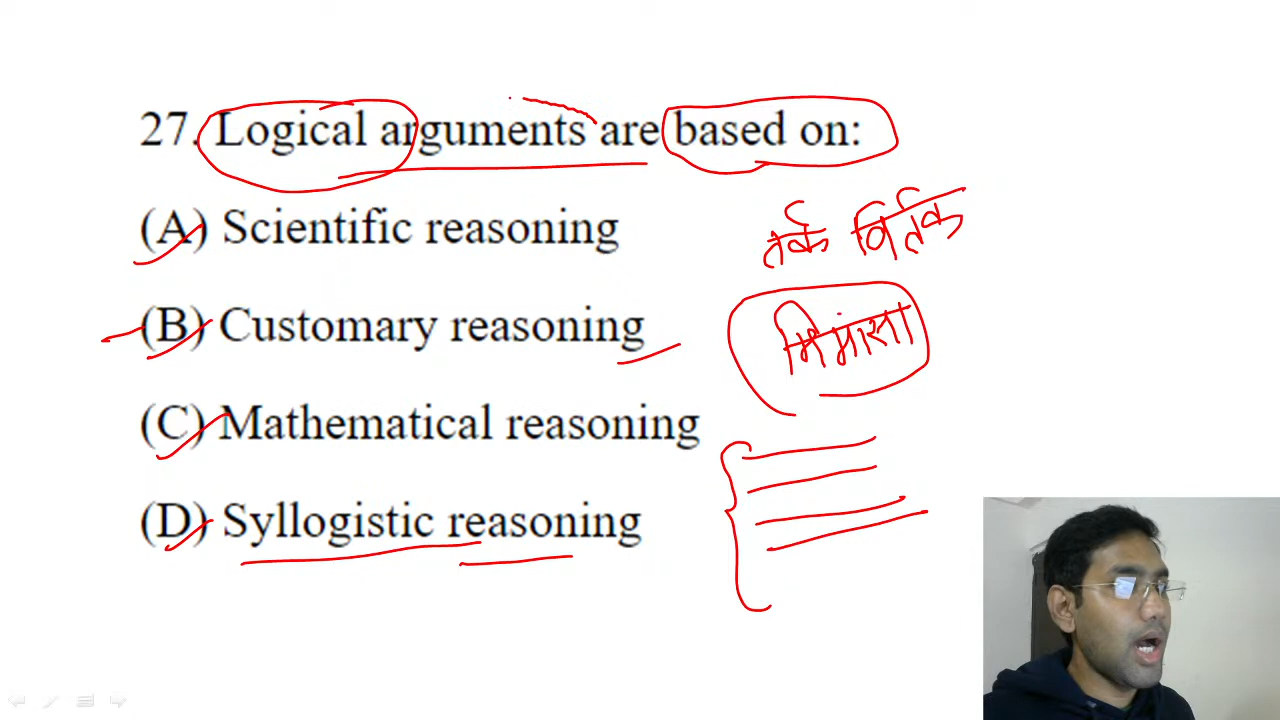 27. Logical arguments are based on:
(A) Scientific reasoning
तर्क वितर्क
(B) Customary reasoning
मिमांसा
(C) Mathematical reasoning
(D) Syllogistic reasoning